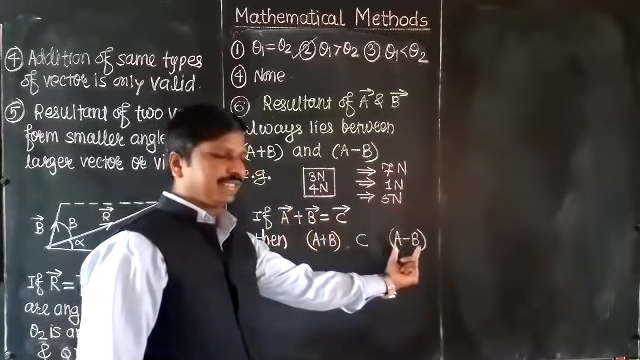 Mathematical Methods
④ Addition of same types
of vector is only valid.
⑤ Resultant of two
form smaller angle
larger vector or vi
B⃗ R⃗ β α
If R⃗ =
are ang
θ₂ is an
&
① θ₁ = θ₂ ② θ₁ > θ₂ ③ θ₁ < θ₂
④ None
⑥ Resultant of A⃗ & B⃗
always lies between
(A+B) and (A−B)
e.g.
3N ⇒ 7N
4N ⇒ 1N
⇒ 5N
If A⃗ + B⃗ = C⃗
then (A+B) C (A−B)